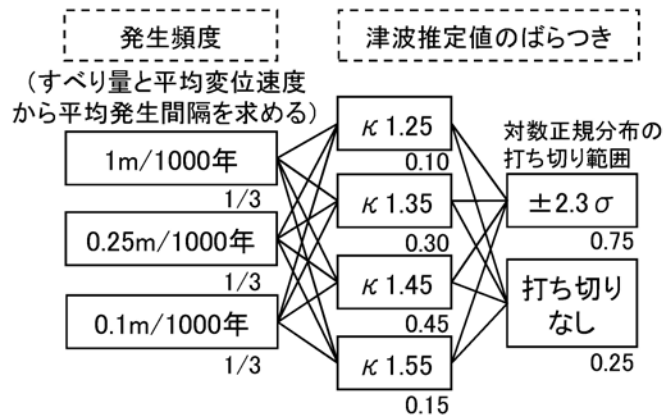 発生頻度
津波推定値のばらつき
（すべり量と平均変位速度
から平均発生間隔を求める）
1m/1000年
1/3
0.25m/1000年
1/3
0.1m/1000年
1/3
κ1.25
0.10
κ1.35
0.30
κ1.45
0.45
κ1.55
0.15
対数正規分布の
打ち切り範囲
±2.3σ
0.75
打ち切り
なし
0.25